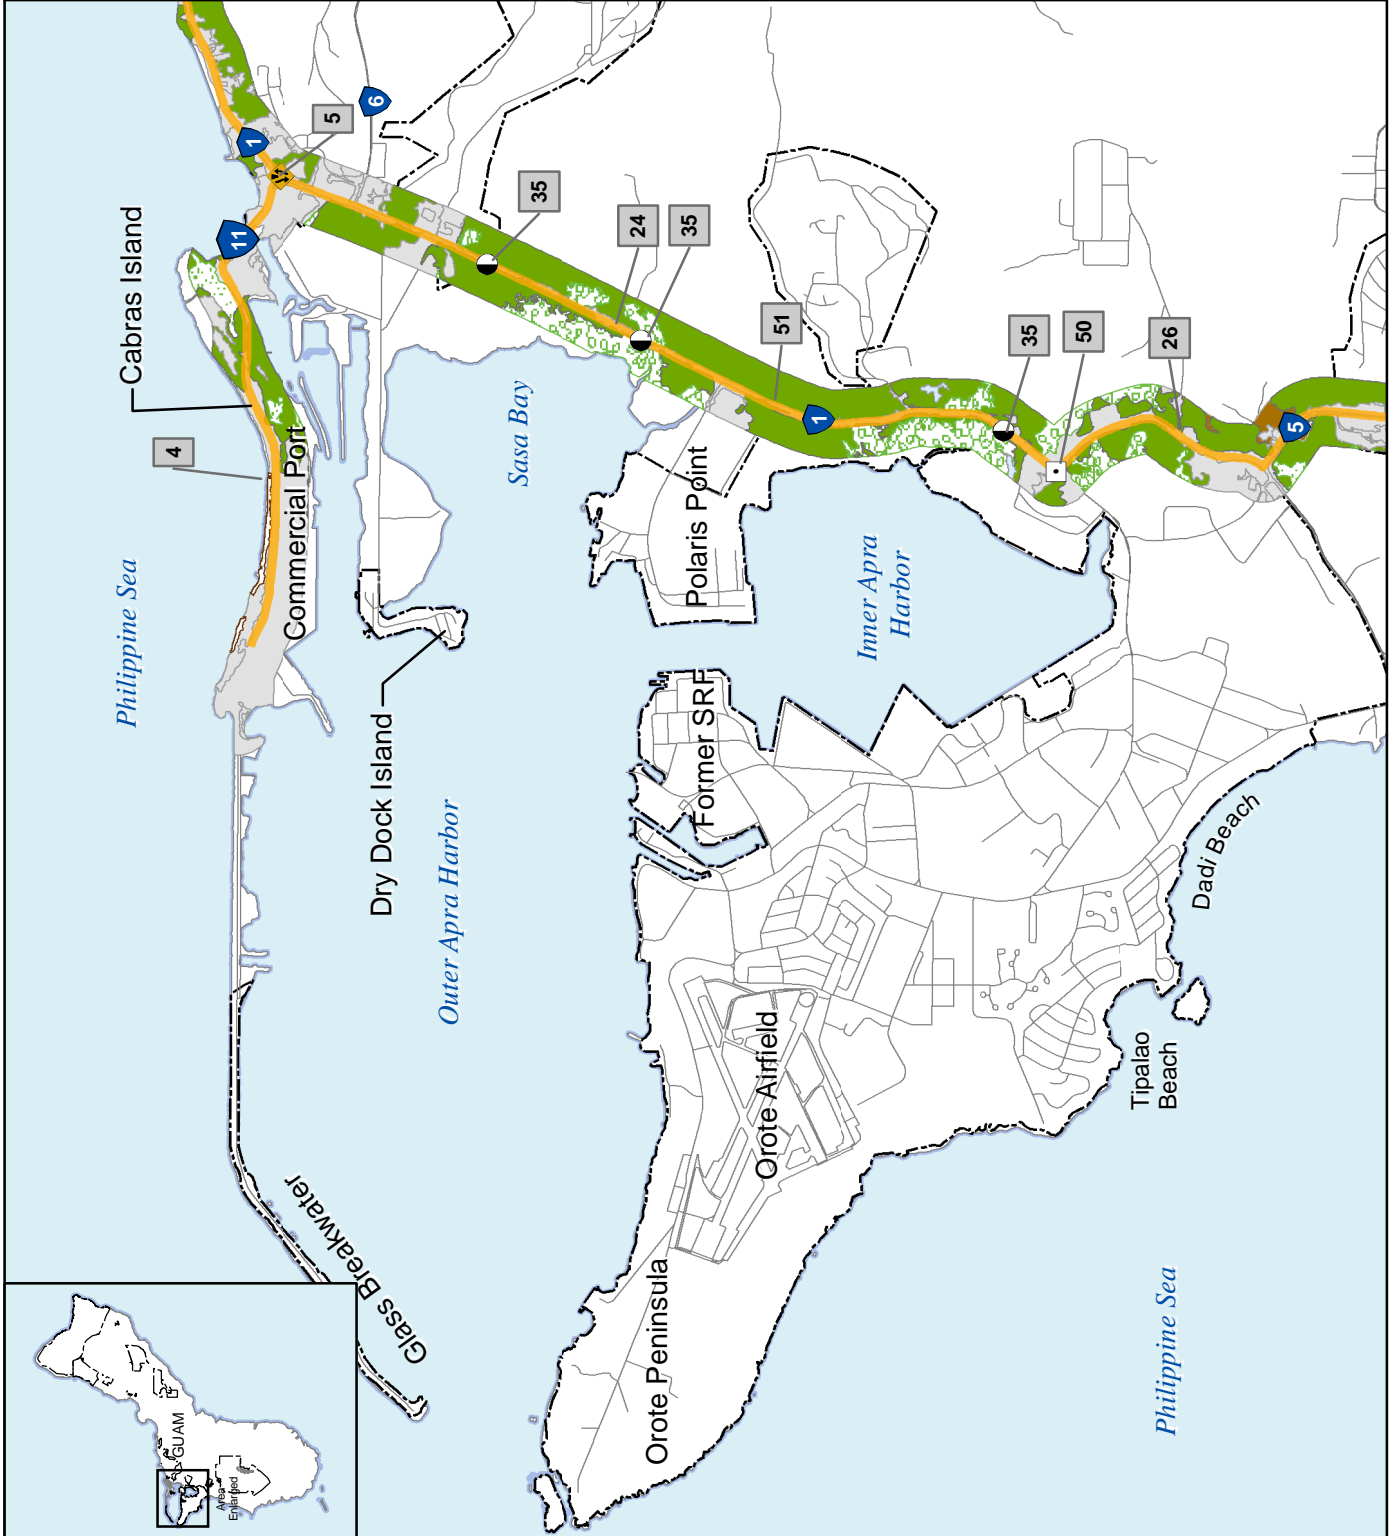 Philippine Sea
Cabras Island
4
11
1
5
6
Commercial Port
Dry Dock Island
Outer Apra Harbor
Sasa Bay
35
24
35
51
1
Polaris Point
Inner Apra
Harbor
Former SRF
35
50
26
5
Glass Breakwater
Orote Peninsula
Orote Airfield
Dadi Beach
Tipalao
Beach
Philippine Sea
GUAM
Area
Enlarged